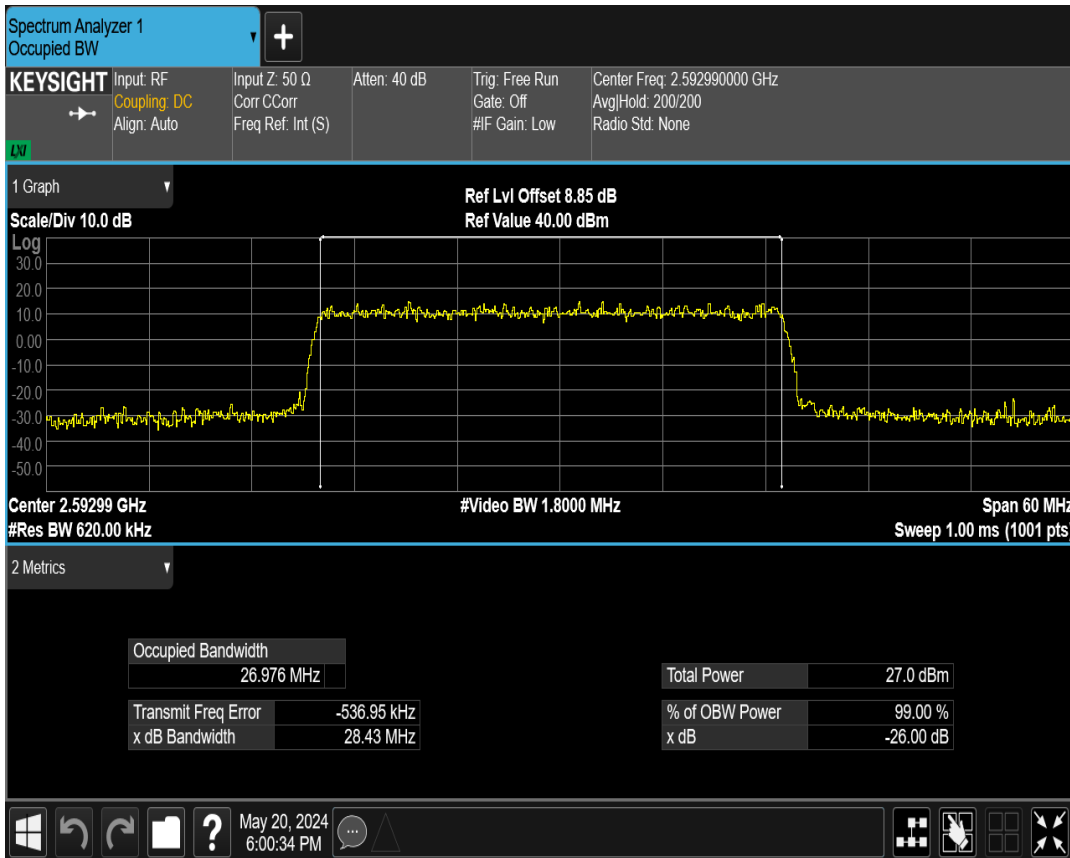 Spectrum Analyzer 1
Occupied BW
+
KEYSIGHT
LXI
Input: RF
Coupling: DC
Align: Auto
Input Z: 50 Ω
Corr CCorr
Freq Ref: Int (S)
Atten: 40 dB
Trig: Free Run
Gate: Off
#IF Gain: Low
Center Freq: 2.592990000 GHz
Avg|Hold: 200/200
Radio Std: None
1 Graph
Scale/Div 10.0 dB
Ref Lvl Offset 8.85 dB
Ref Value 40.00 dBm
Log
30.0
20.0
10.0
0.00
-10.0
-20.0
-30.0
-40.0
-50.0
Center 2.59299 GHz
#Video BW 1.8000 MHz
Span 60 MHz
#Res BW 620.00 kHz
Sweep 1.00 ms (1001 pts)
2 Metrics
Occupied Bandwidth
26.976 MHz
Total Power 27.0 dBm
Transmit Freq Error -536.95 kHz
% of OBW Power 99.00 %
x dB Bandwidth 28.43 MHz
x dB -26.00 dB
?
May 20, 2024
6:00:34 PM